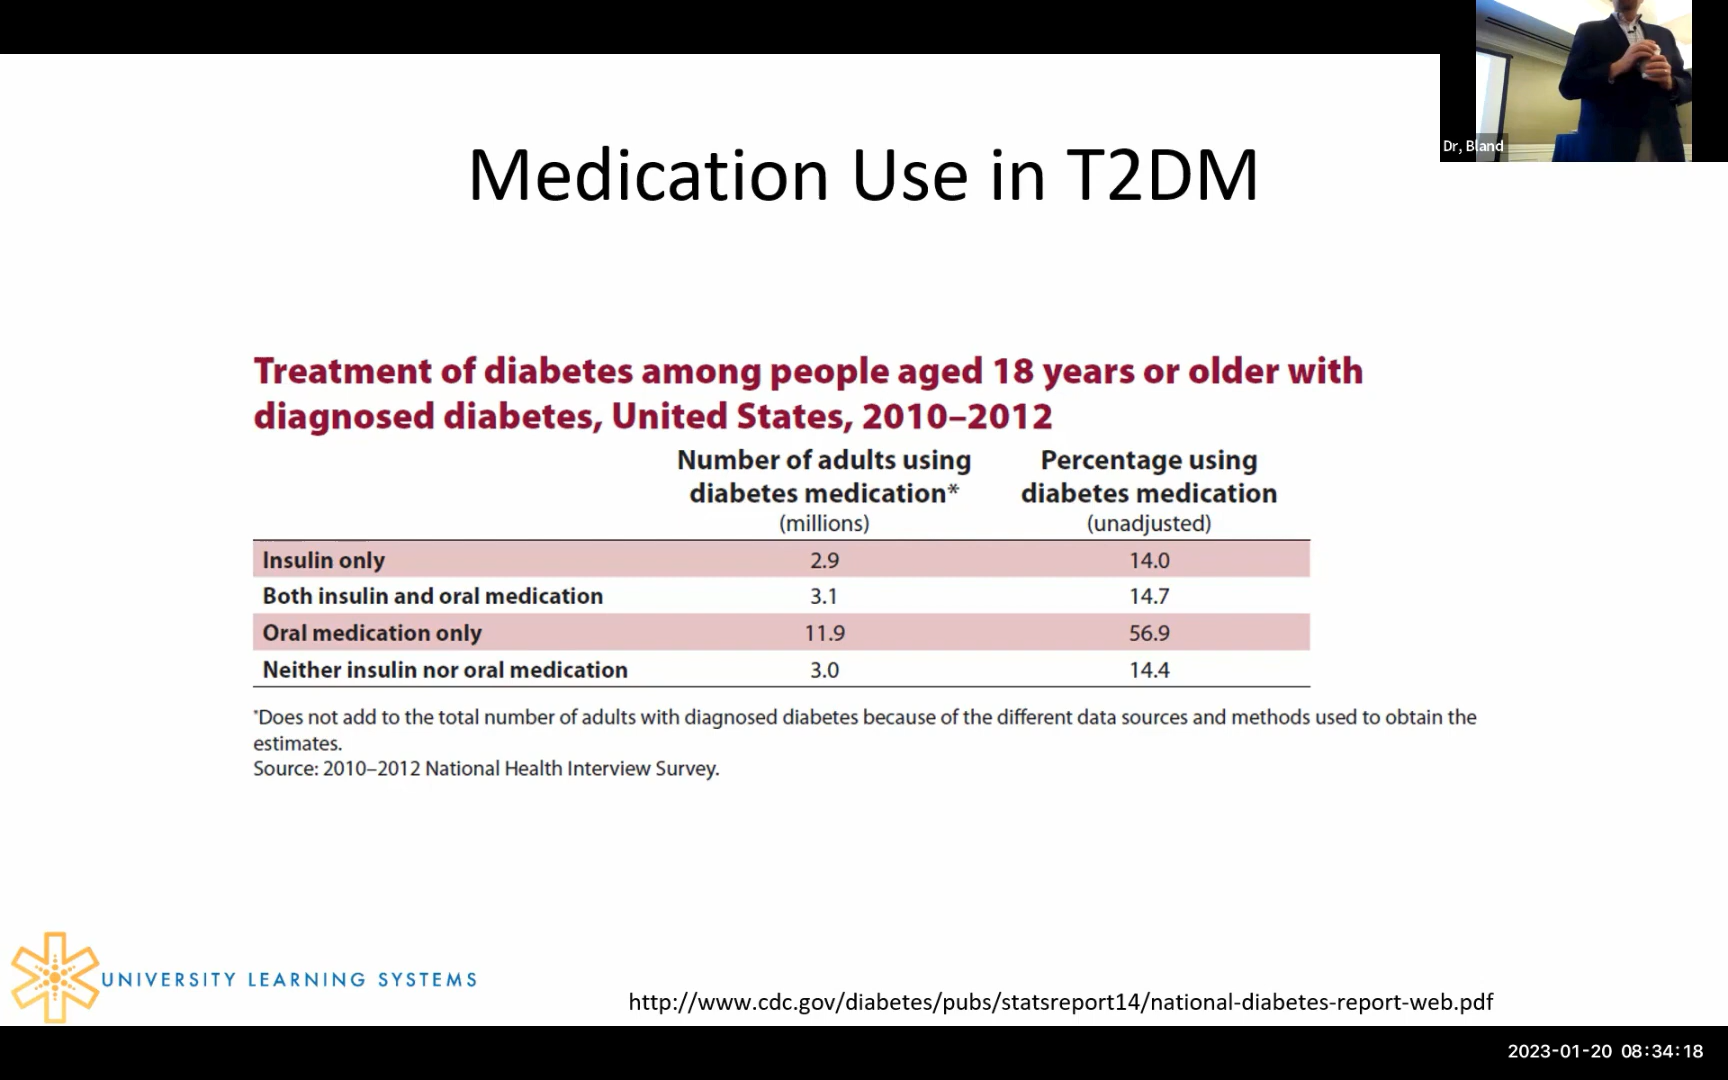 Dr, Bland
Medication Use in T2DM
Treatment of diabetes among people aged 18 years or older with
diagnosed diabetes, United States, 2010–2012
Number of adults using diabetes medication* (millions) Percentage using diabetes medication (unadjusted)
Insulin only 2.9 14.0
Both insulin and oral medication 3.1 14.7
Oral medication only 11.9 56.9
Neither insulin nor oral medication 3.0 14.4
*Does not add to the total number of adults with diagnosed diabetes because of the different data sources and methods used to obtain the
estimates.
Source: 2010–2012 National Health Interview Survey.
UNIVERSITY LEARNING SYSTEMS
http://www.cdc.gov/diabetes/pubs/statsreport14/national-diabetes-report-web.pdf
2023-01-20 08:34:18